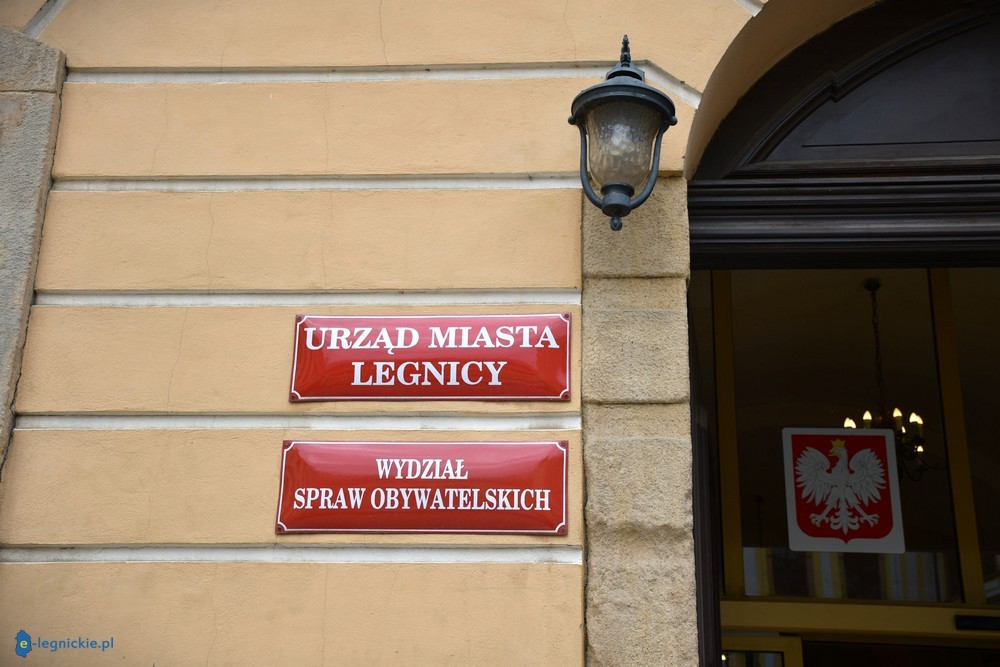 URZĄD MIASTA
LEGNICY
WYDZIAŁ
SPRAW OBYWATELSKICH
e-legnickie.pl